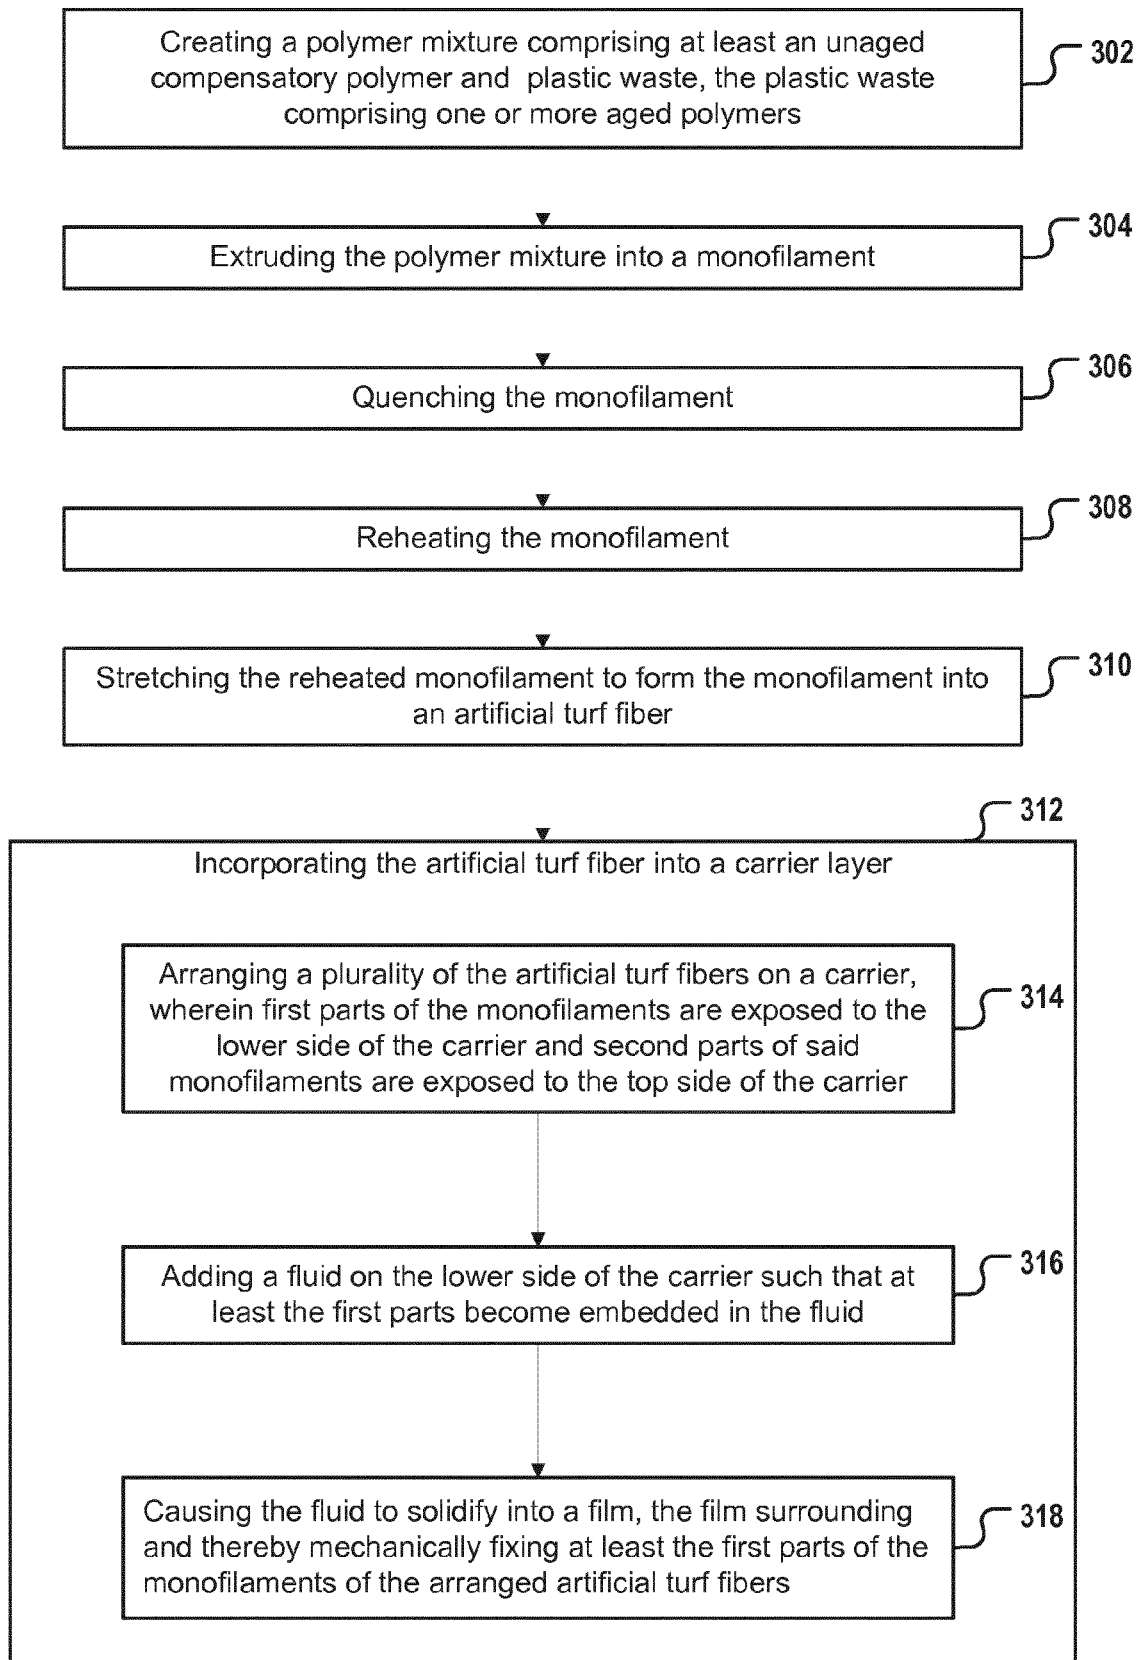 Creating a polymer mixture comprising at least an unaged
compensatory polymer and plastic waste, the plastic waste
comprising one or more aged polymers
302
Extruding the polymer mixture into a monofilament
304
Quenching the monofilament
306
Reheating the monofilament
308
Stretching the reheated monofilament to form the monofilament into
an artificial turf fiber
310
312
Incorporating the artificial turf fiber into a carrier layer
Arranging a plurality of the artificial turf fibers on a carrier,
wherein first parts of the monofilaments are exposed to the
lower side of the carrier and second parts of said
monofilaments are exposed to the top side of the carrier
314
Adding a fluid on the lower side of the carrier such that at
least the first parts become embedded in the fluid
316
Causing the fluid to solidify into a film, the film surrounding
and thereby mechanically fixing at least the first parts of the
monofilaments of the arranged artificial turf fibers
318